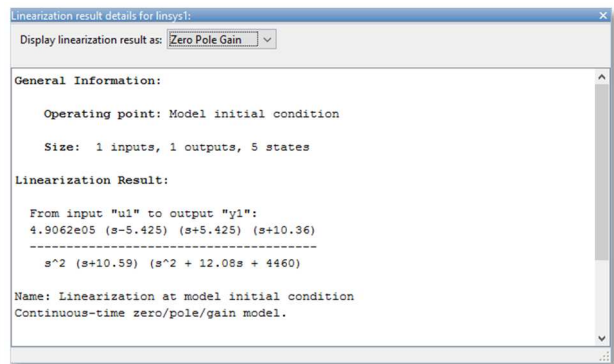 Linearization result details for linsys1:
Display linearization result as: Zero Pole Gain
General Information:
Operating point: Model initial condition
Size: 1 inputs, 1 outputs, 5 states
Linearization Result:
From input "u1" to output "y1":
4.9062e05 (s-5.425) (s+5.425) (s+10.36)
---------------------------------------
s^2 (s+10.59) (s^2 + 12.08s + 4460)
Name: Linearization at model initial condition
Continuous-time zero/pole/gain model.